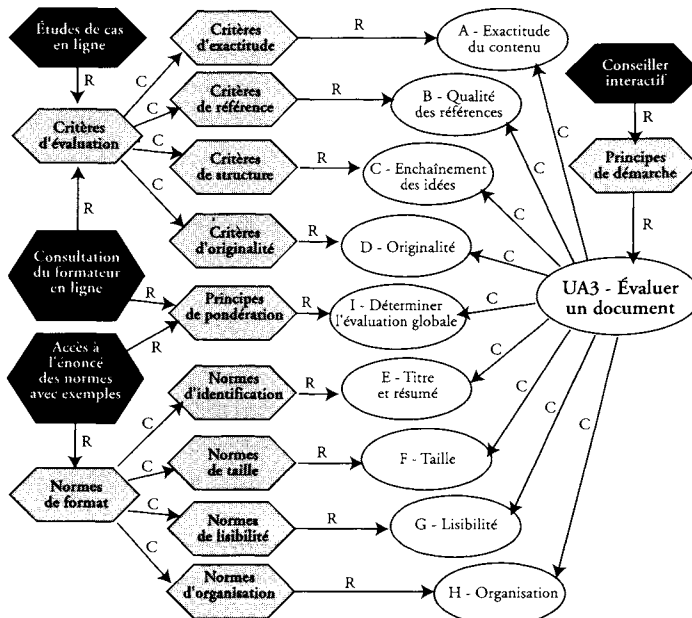 Études de cas
en ligne
R
Critères
d'exactitude
R
A - Exactitude
du contenu
Conseiller
interactif
R
C
Critères
d'évaluation
C
Critères
de référence
R
B - Qualité
des références
C
R
Principes
de démarche
C
Critères
de structure
R
C - Enchaînement
des idées
C
C
R
R
C
Critères
d'originalité
R
D - Originalité
C
Consultation
du formateur
en ligne
R
Principes
de pondération
R
I - Déterminer
l'évaluation globale
C
UA3 - Évaluer
un document
Accès à
l'énoncé
des normes
avec exemples
R
R
C
Normes
d'identification
R
E - Titre
et résumé
C
C
C
C
Normes
de format
C
Normes
de taille
R
F - Taille
C
Normes
de lisibilité
R
G - Lisibilité
C
Normes
d'organisation
R
H - Organisation